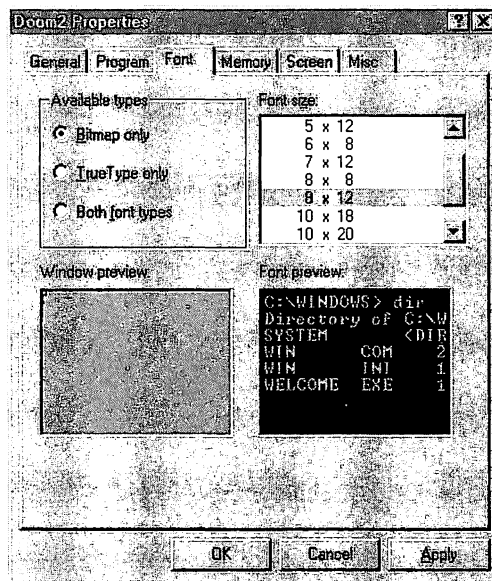 Doom2 Properties
General Program Font Memory Screen Misc
Available types
Bitmap only
TrueType only
Both font types
Font size:
5 x 12
6 x 8
7 x 12
8 x 8
8 x 12
10 x 18
10 x 20
Window preview:
Font preview:
C:\WINDOWS> dir
Directory of C:\W
SYSTEM <DIR
WIN COM 2
WIN INI 1
WELCOME EXE 1
OK Cancel Apply